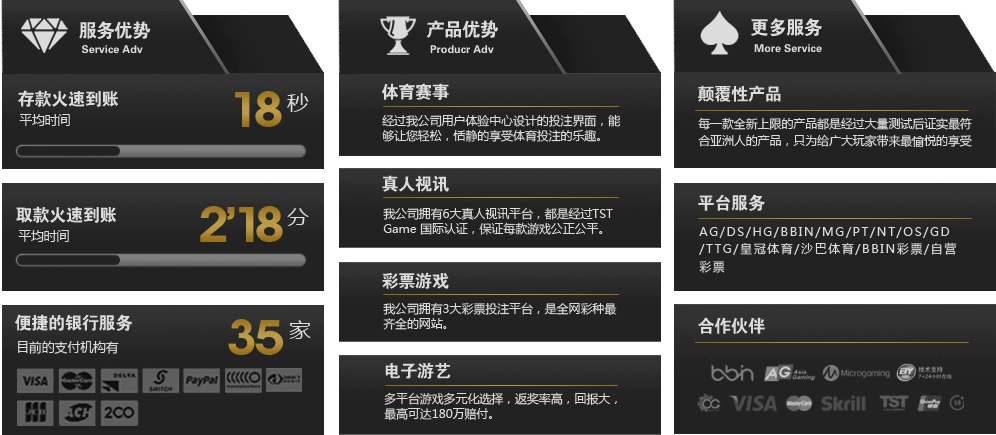 服务优势
Service Adv
存款火速到账
平均时间
18 秒
取款火速到账
平均时间
2'18 分
便捷的银行服务
目前的支付机构有
35 家
VISA
MasterCard
DELTA
SWITCH
PayPal
JCB
200
产品优势
Producr Adv
体育赛事
经过我公司用户体验中心设计的投注界面，能
够让您轻松，恬静的享受体育投注的乐趣。
真人视讯
我公司拥有6大真人视讯平台，都是经过TST
Game 国际认证，保证每款游戏公正公平。
彩票游戏
我公司拥有3大彩票投注平台，是全网彩种最
齐全的网站。
电子游艺
多平台游戏多元化选择，返奖率高，回报大，
最高可达180万赔付。
更多服务
More Service
颠覆性产品
每一款全新上限的产品都是经过大量测试后证实最符
合亚洲人的产品，只为给广大玩家带来最愉悦的享受
平台服务
AG/DS/HG/BBIN/MG/PT/NT/OS/GD
/TTG/皇冠体育/沙巴体育/BBIN彩票/自营
彩票
合作伙伴
bbin
AG Asia Gaming
Microgaming
BY 技术支持
7*24小时在线
VISA
MasterCard
Skrill
TST
18